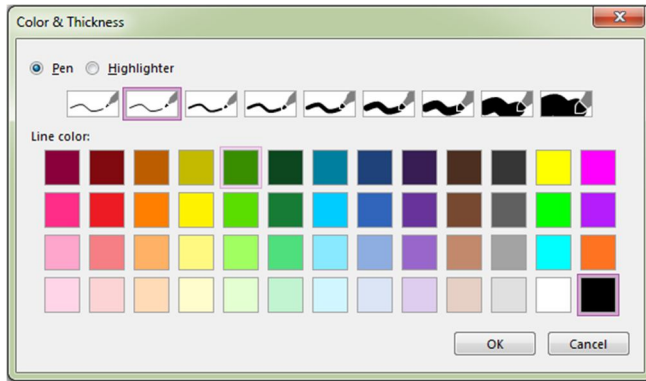 Color & Thickness
Pen Highlighter
Line color:
OK Cancel